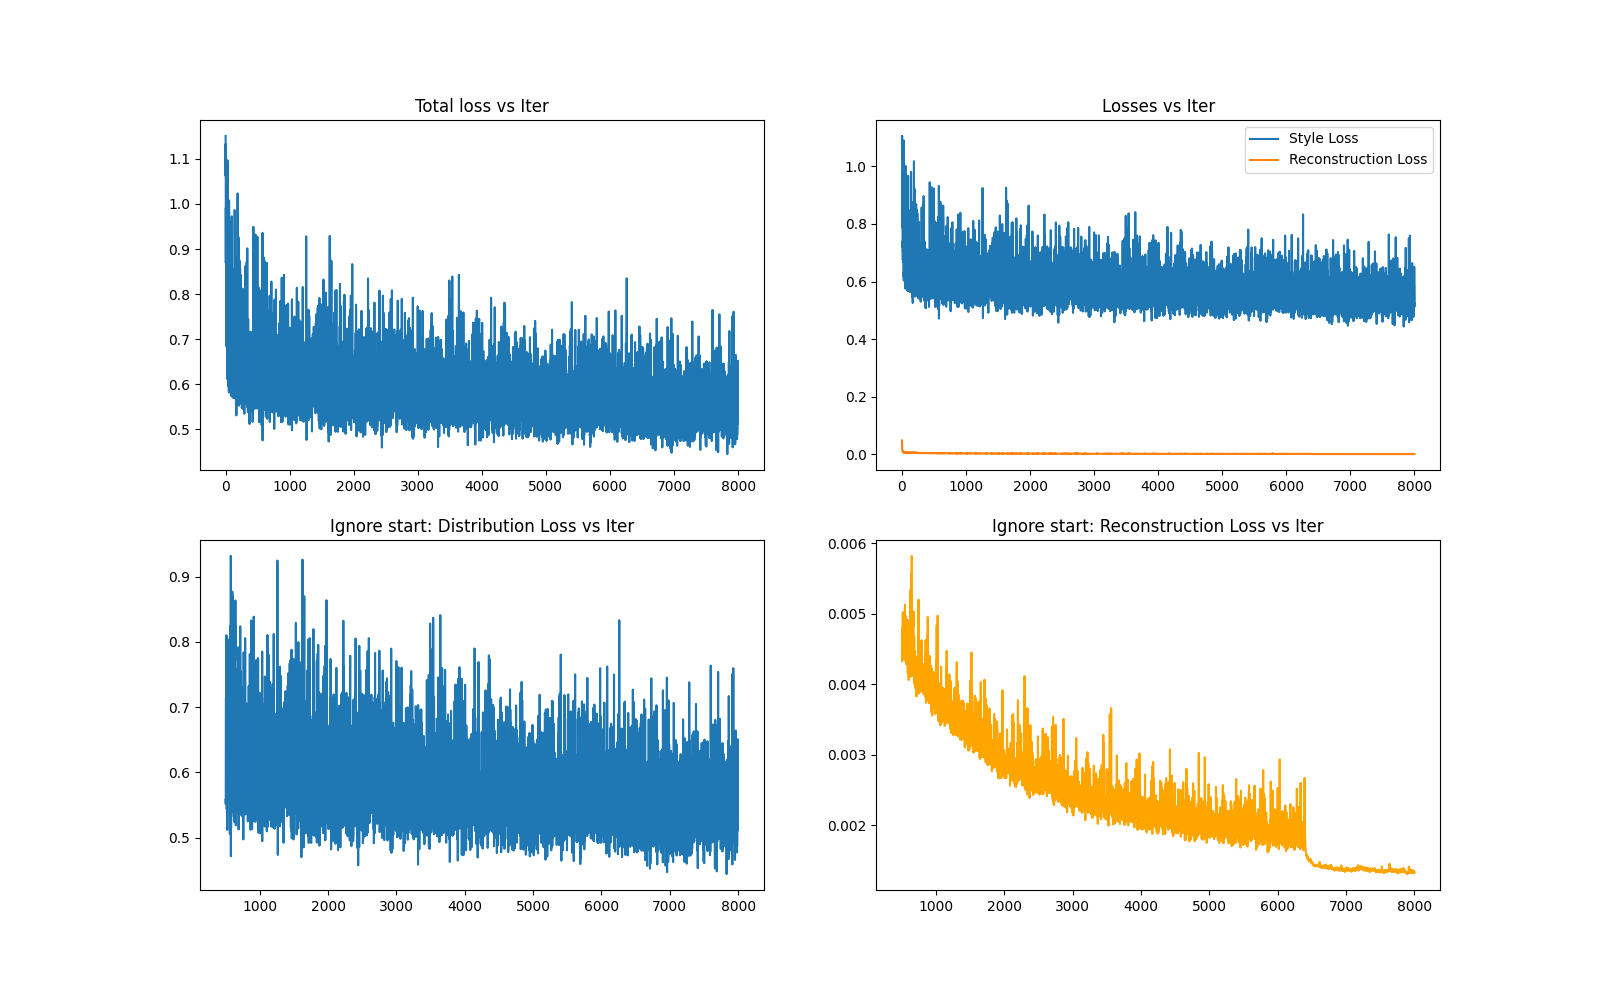 Total loss vs Iter
1.1
1.0
0.9
0.8
0.7
0.6
0.5
0 1000 2000 3000 4000 5000 6000 7000 8000
Losses vs Iter
Style Loss
Reconstruction Loss
1.0
0.8
0.6
0.4
0.2
0.0
0 1000 2000 3000 4000 5000 6000 7000 8000
Ignore start: Distribution Loss vs Iter
0.9
0.8
0.7
0.6
0.5
1000 2000 3000 4000 5000 6000 7000 8000
Ignore start: Reconstruction Loss vs Iter
0.006
0.005
0.004
0.003
0.002
1000 2000 3000 4000 5000 6000 7000 8000